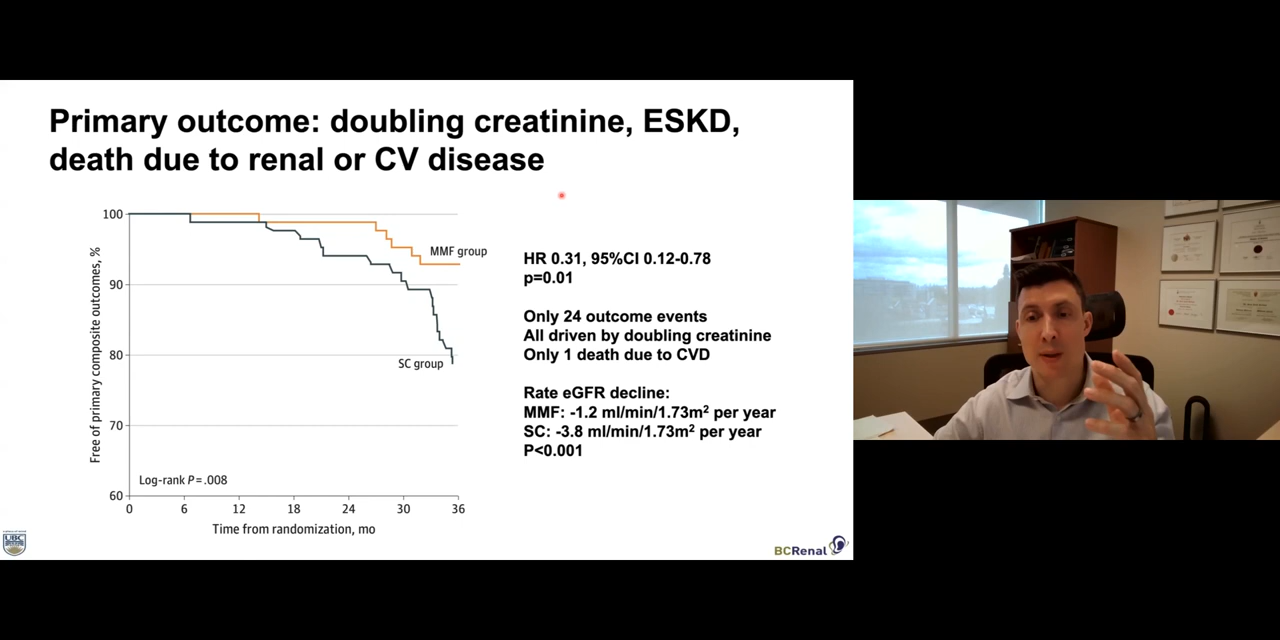 Primary outcome: doubling creatinine, ESKD,
death due to renal or CV disease
Free of primary composite outcomes, %
100
90
80
70
60
MMF group
SC group
Log-rank P = .008
0 6 12 18 24 30 36
Time from randomization, mo
HR 0.31, 95%CI 0.12-0.78
p=0.01
Only 24 outcome events
All driven by doubling creatinine
Only 1 death due to CVD
Rate eGFR decline:
MMF: -1.2 ml/min/1.73m² per year
SC: -3.8 ml/min/1.73m² per year
P<0.001
UBC
BCRenal